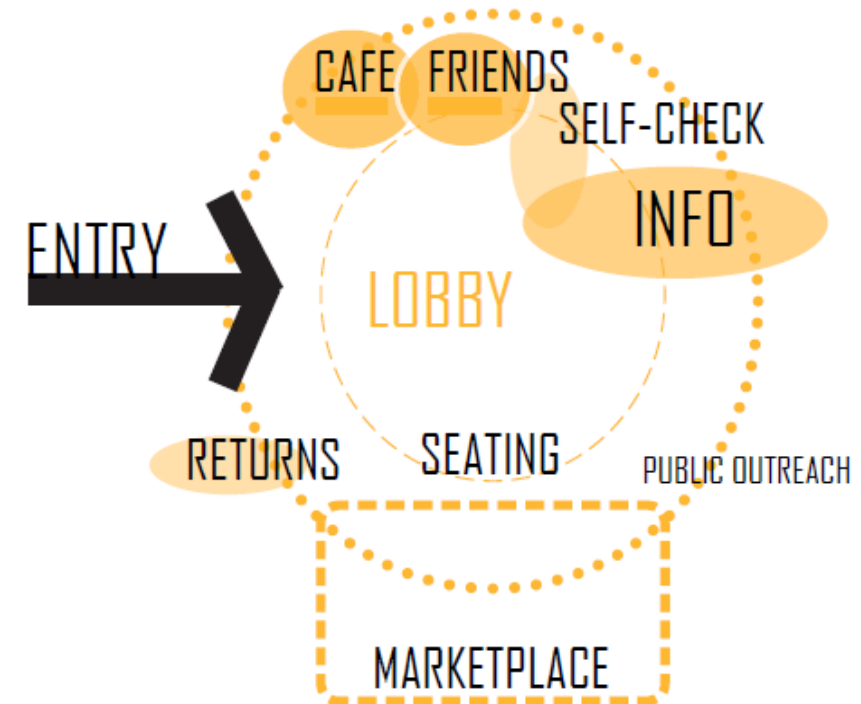 CAFE
FRIENDS
SELF-CHECK
INFO
ENTRY
LOBBY
RETURNS
SEATING
PUBLIC OUTREACH
MARKETPLACE